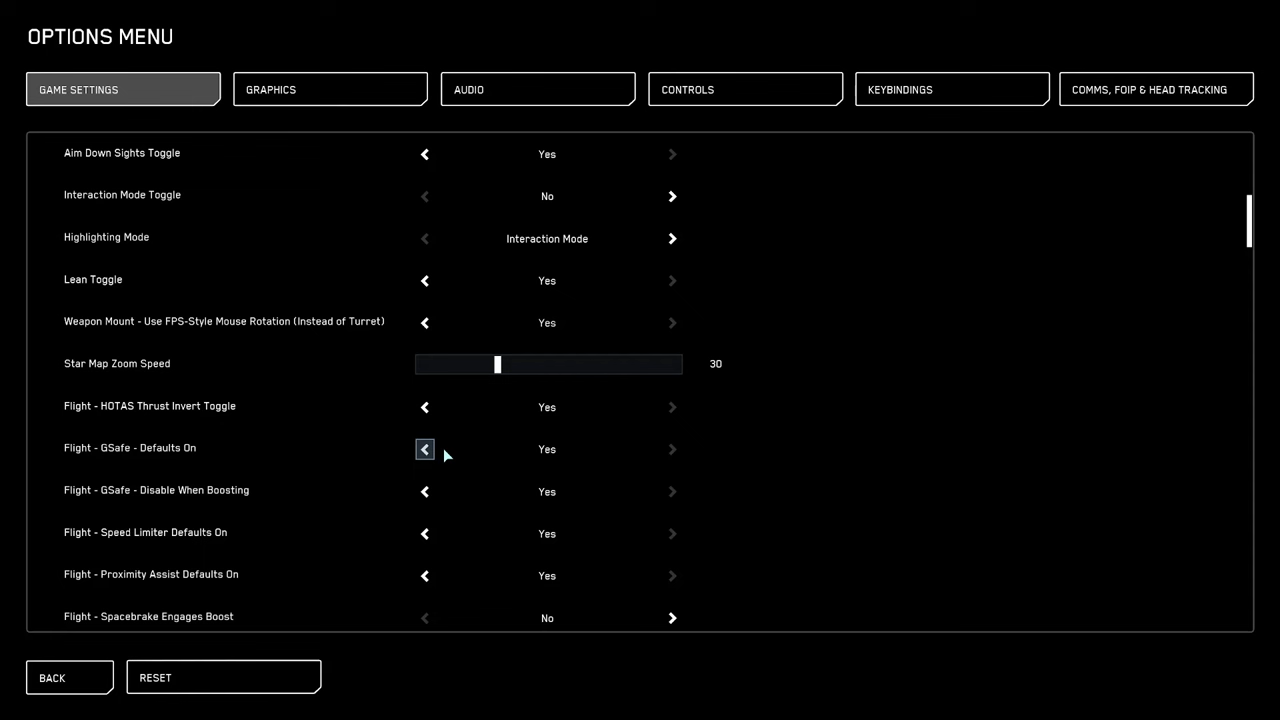 OPTIONS MENU
GAME SETTINGS
GRAPHICS
AUDIO
CONTROLS
KEYBINDINGS
COMMS, FOIP & HEAD TRACKING
Aim Down Sights Toggle Yes
Interaction Mode Toggle No
Highlighting Mode Interaction Mode
Lean Toggle Yes
Weapon Mount - Use FPS-Style Mouse Rotation (Instead of Turret) Yes
Star Map Zoom Speed 30
Flight - HOTAS Thrust Invert Toggle Yes
Flight - GSafe - Defaults On Yes
Flight - GSafe - Disable When Boosting Yes
Flight - Speed Limiter Defaults On Yes
Flight - Proximity Assist Defaults On Yes
Flight - Spacebrake Engages Boost No
BACK
RESET